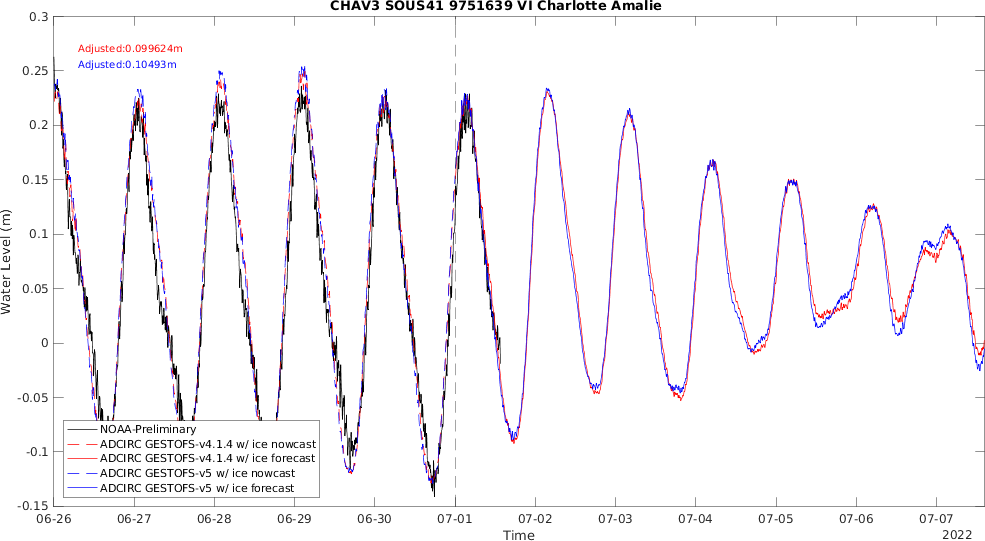 CHAV3 SOUS41 9751639 VI Charlotte Amalie
0.3
0.25
0.2
0.15
0.1
0.05
0
-0.05
-0.1
-0.15
Water Level (m)
Adjusted:0.099624m
Adjusted:0.10493m
NOAA-Preliminary
ADCIRC GESTOFS-v4.1.4 w/ ice nowcast
ADCIRC GESTOFS-v4.1.4 w/ ice forecast
ADCIRC GESTOFS-v5 w/ ice nowcast
ADCIRC GESTOFS-v5 w/ ice forecast
06-26 06-27 06-28 06-29 06-30 07-01 07-02 07-03 07-04 07-05 07-06 07-07
Time
2022